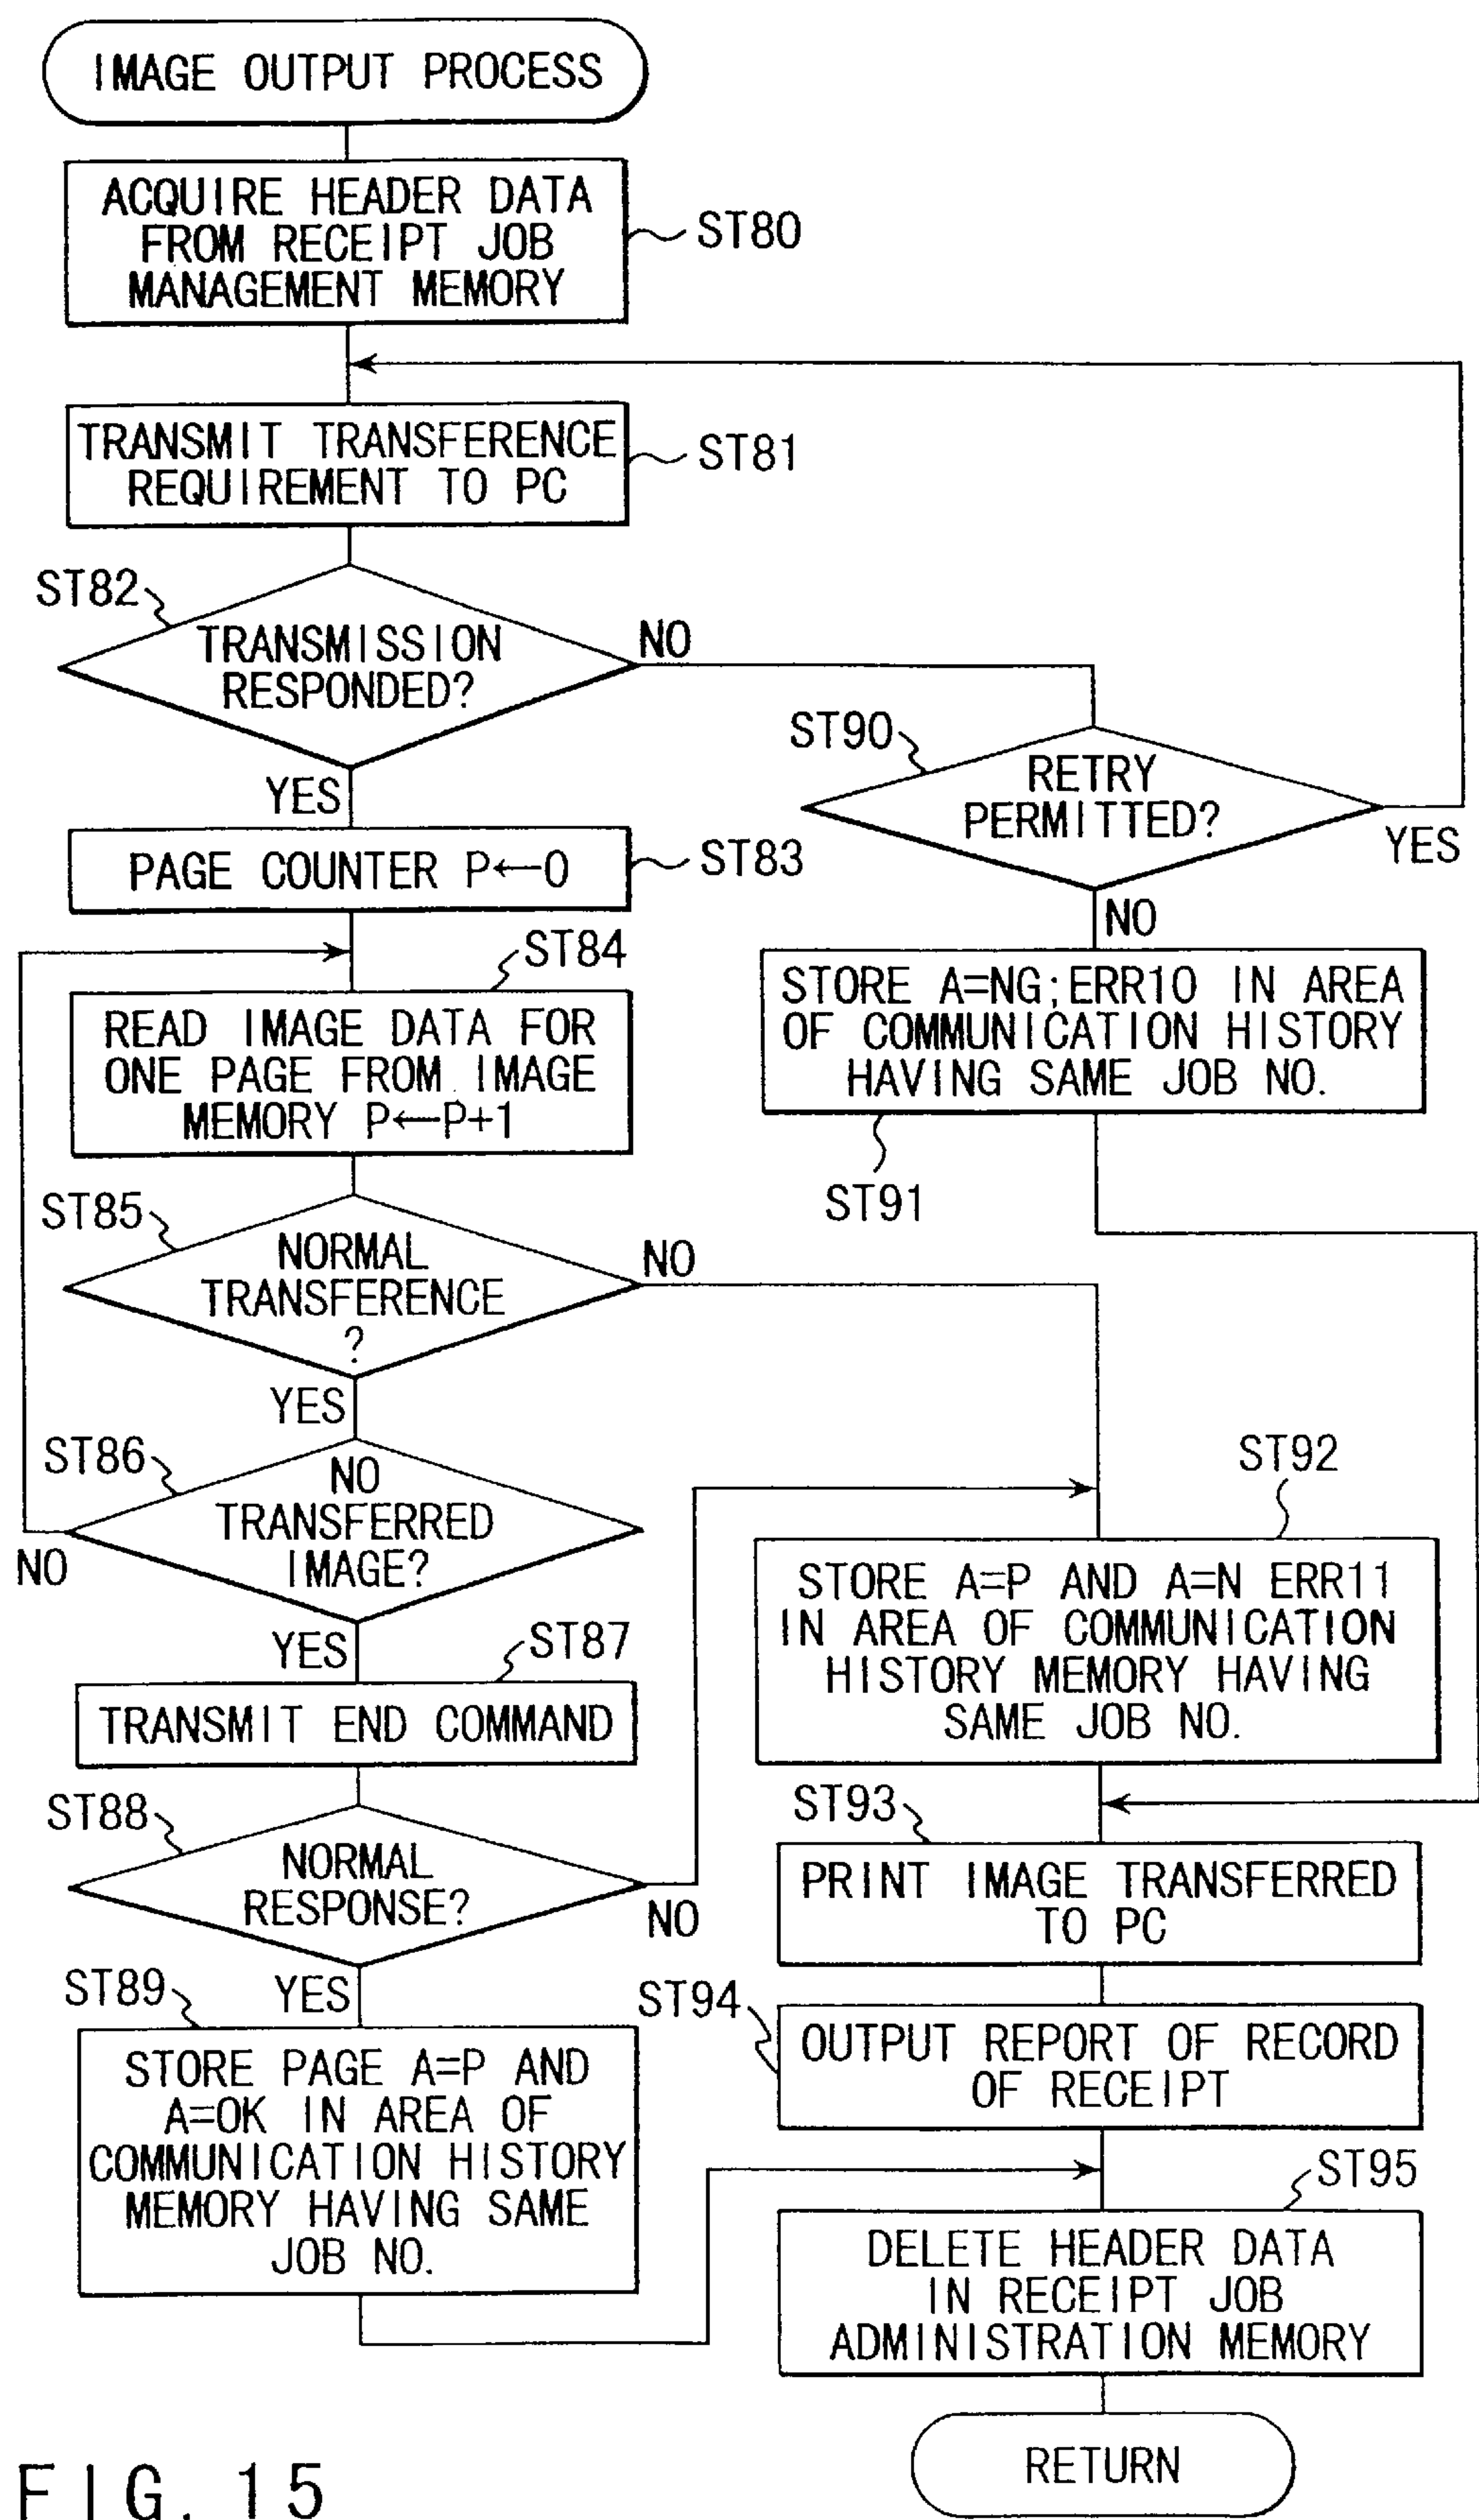 IMAGE OUTPUT PROCESS
ACQUIRE HEADER DATA
FROM RECEIPT JOB
MANAGEMENT MEMORY
ST80
TRANSMIT TRANSFERENCE
REQUIREMENT TO PC
ST81
ST82
TRANSMISSION
RESPONDED?
NO
YES
ST90
RETRY
PERMITTED?
YES
NO
PAGE COUNTER P←0
ST83
ST84
READ IMAGE DATA FOR
ONE PAGE FROM IMAGE
MEMORY P←P+1
STORE A=NG;ERR10 IN AREA
OF COMMUNICATION HISTORY
HAVING SAME JOB NO.
ST91
ST85
NORMAL
TRANSFERENCE
?
NO
YES
ST86
NO
TRANSFERRED
IMAGE?
NO
YES
ST92
STORE A=P AND A=N ERR11
IN AREA OF COMMUNICATION
HISTORY MEMORY HAVING
SAME JOB NO.
ST87
TRANSMIT END COMMAND
ST88
NORMAL
RESPONSE?
NO
YES
ST93
PRINT IMAGE TRANSFERRED
TO PC
ST89
STORE PAGE A=P AND
A=OK IN AREA OF
COMMUNICATION HISTORY
MEMORY HAVING SAME
JOB NO.
ST94
OUTPUT REPORT OF RECORD
OF RECEIPT
ST95
DELETE HEADER DATA
IN RECEIPT JOB
ADMINISTRATION MEMORY
RETURN
FIG. 15